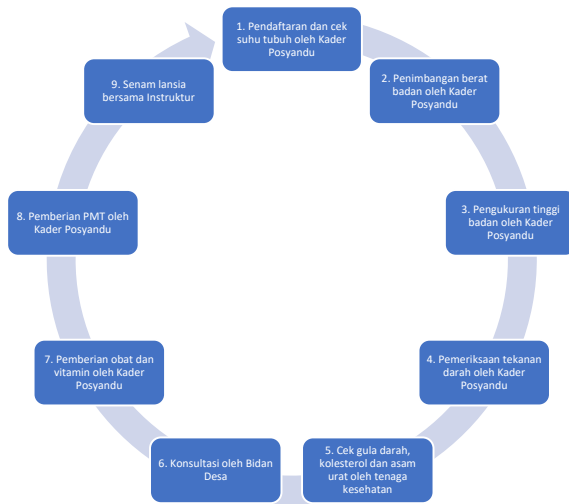 1. Pendaftaran dan cek
suhu tubuh oleh Kader
Posyandu
2. Penimbangan berat
badan oleh Kader
Posyandu
3. Pengukuran tinggi
badan oleh Kader
Posyandu
4. Pemeriksaan tekanan
darah oleh Kader
Posyandu
5. Cek gula darah,
kolesterol dan asam
urat oleh tenaga
kesehatan
6. Konsultasi oleh Bidan
Desa
7. Pemberian obat dan
vitamin oleh Kader
Posyandu
8. Pemberian PMT oleh
Kader Posyandu
9. Senam lansia
bersama Instruktur